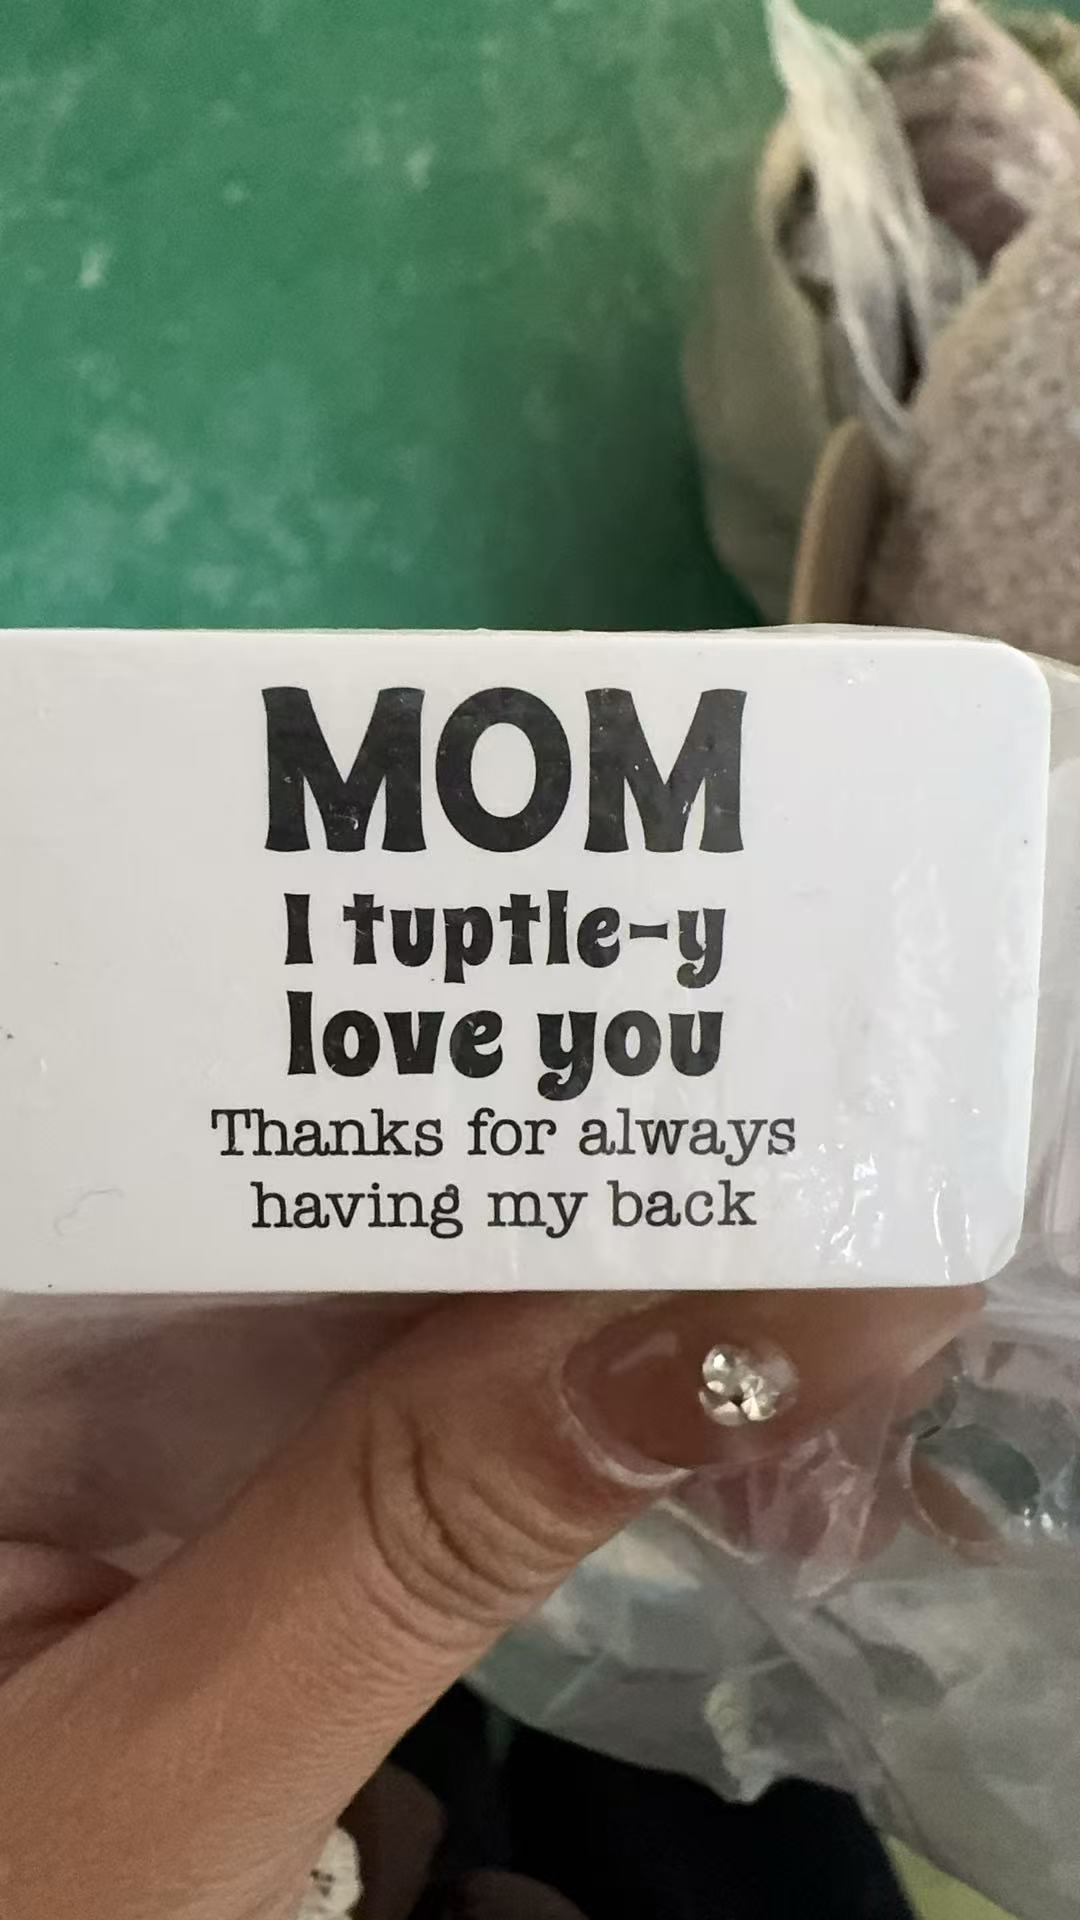 MOM
I tuptle-y
love you
Thanks for always
having my back